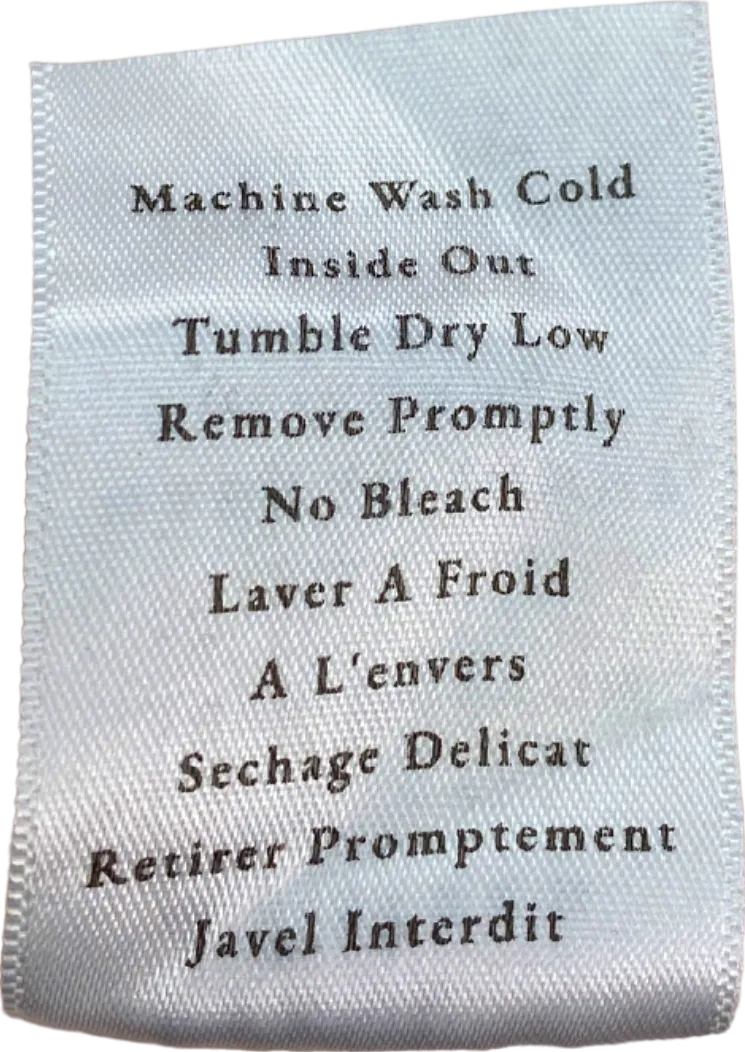 Machine Wash Cold
Inside Out
Tumble Dry Low
Remove Promptly
No Bleach
Laver A Froid
A L'envers
Sechage Delicat
Retirer Promptement
Javel Interdit